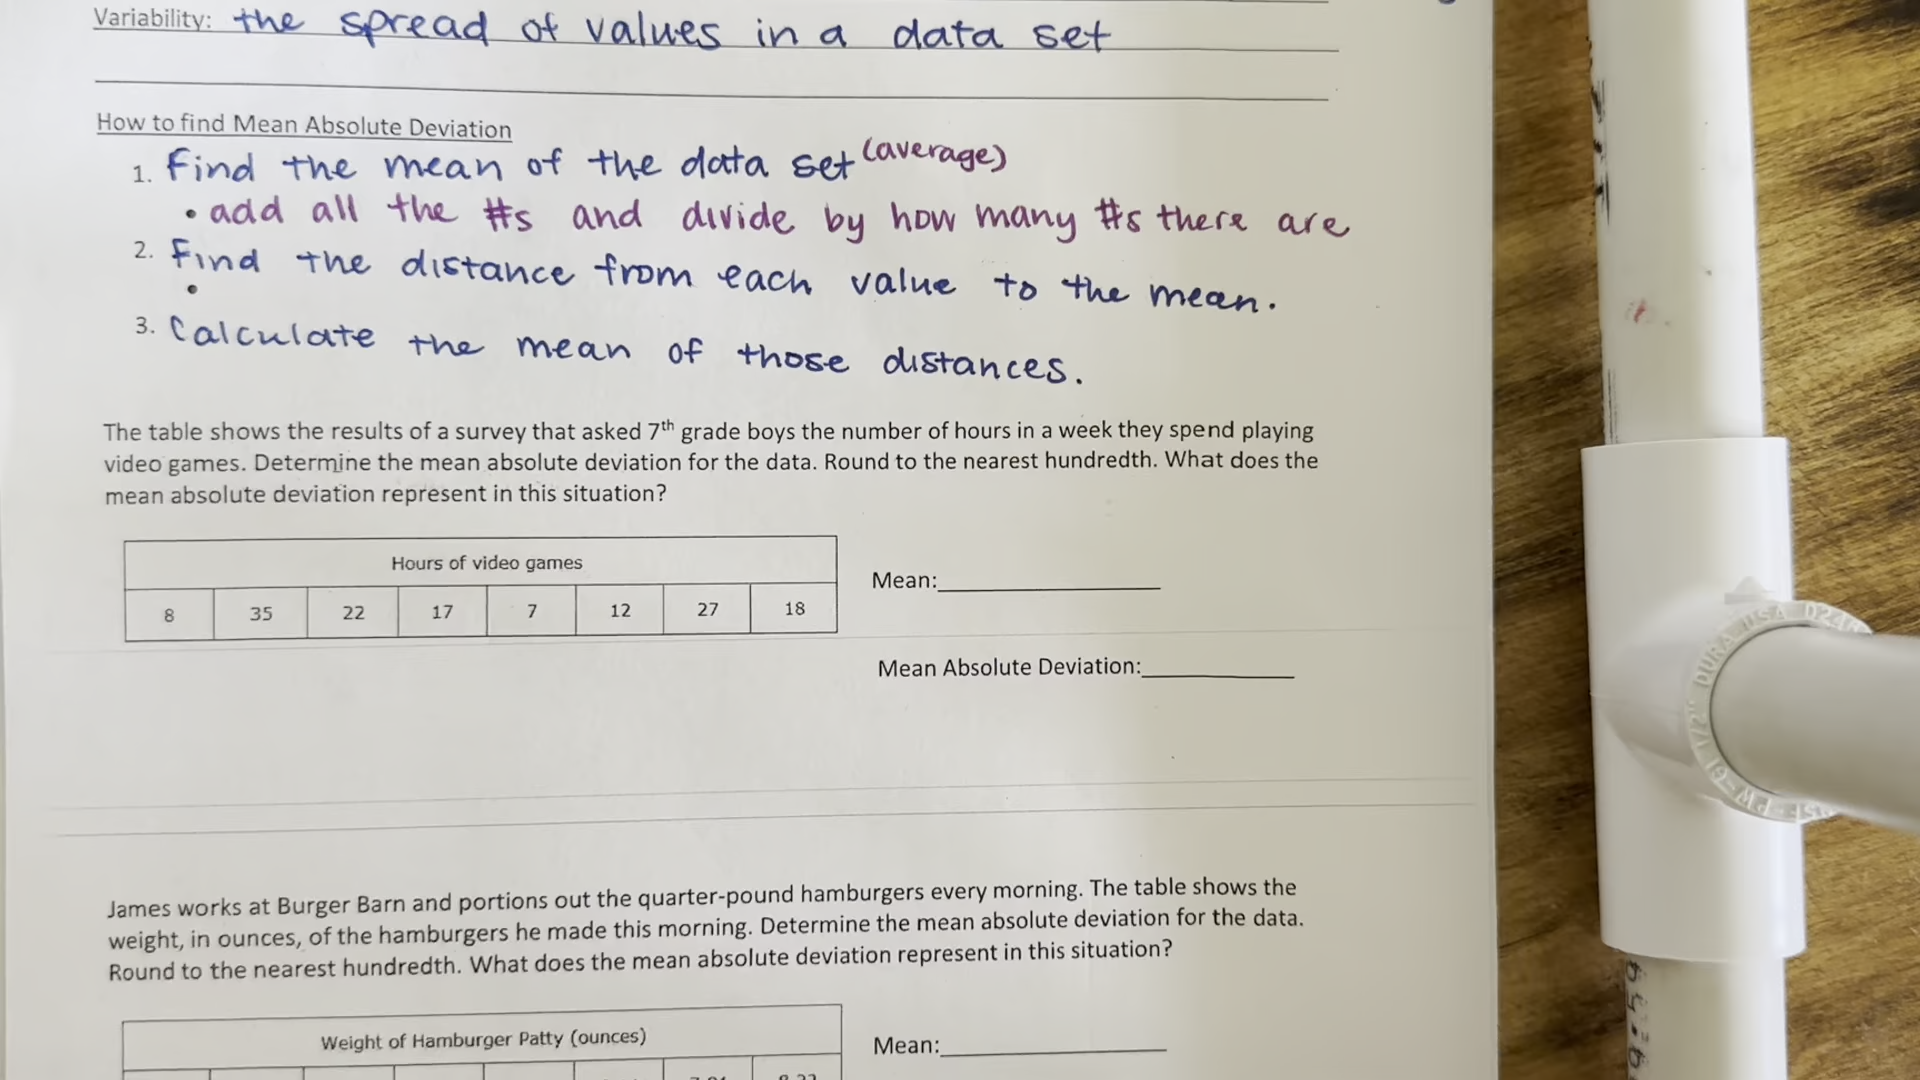 Variability: the spread of values in a data set
How to find Mean Absolute Deviation
1. Find the mean of the data set (average)
• add all the #s and divide by how many #s there are
2. Find the distance from each value to the mean.
•
3. Calculate the mean of those distances.
The table shows the results of a survey that asked 7th grade boys the number of hours in a week they spend playing
video games. Determine the mean absolute deviation for the data. Round to the nearest hundredth. What does the
mean absolute deviation represent in this situation?
Hours of video games
8 35 22 17 7 12 27 18
Mean:
Mean Absolute Deviation:
James works at Burger Barn and portions out the quarter-pound hamburgers every morning. The table shows the
weight, in ounces, of the hamburgers he made this morning. Determine the mean absolute deviation for the data.
Round to the nearest hundredth. What does the mean absolute deviation represent in this situation?
Weight of Hamburger Patty (ounces)
Mean:
DURA USA D246